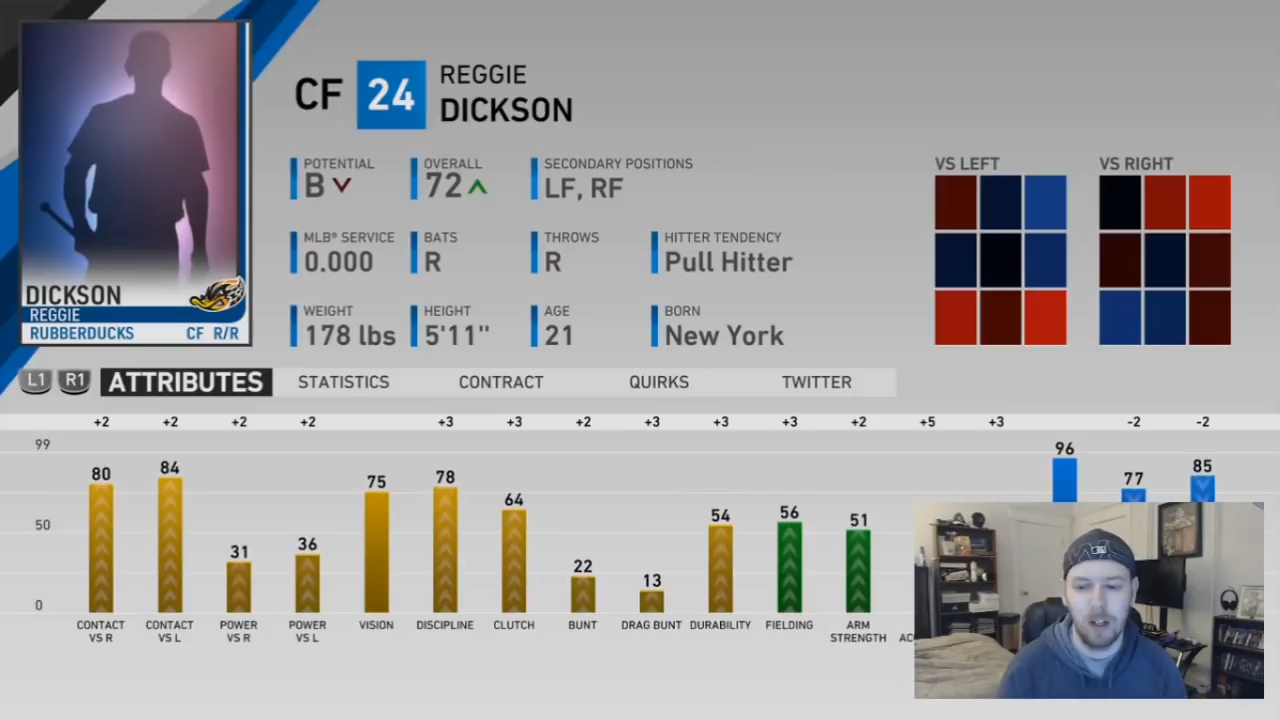 CF 24 REGGIE
DICKSON
POTENTIAL OVERALL SECONDARY POSITIONS
B 72 LF, RF
MLB® SERVICE BATS THROWS HITTER TENDENCY
0.000 R R Pull Hitter
WEIGHT HEIGHT AGE BORN
178 lbs 5'11" 21 New York
VS LEFT VS RIGHT
DICKSON
REGGIE
RUBBERDUCKS CF R/R
L1 R1 ATTRIBUTES STATISTICS CONTRACT QUIRKS TWITTER
+2 +2 +2 +2 +3 +3 +2 +3 +3 +3 +2 +5 +3 -2 -2
99
50
0
80 84 31 36 75 78 64 22 13 54 56 51 96 77 85
CONTACT VS R
CONTACT VS L
POWER VS R
POWER VS L
VISION
DISCIPLINE
CLUTCH
BUNT
DRAG BUNT
DURABILITY
FIELDING
ARM STRENGTH